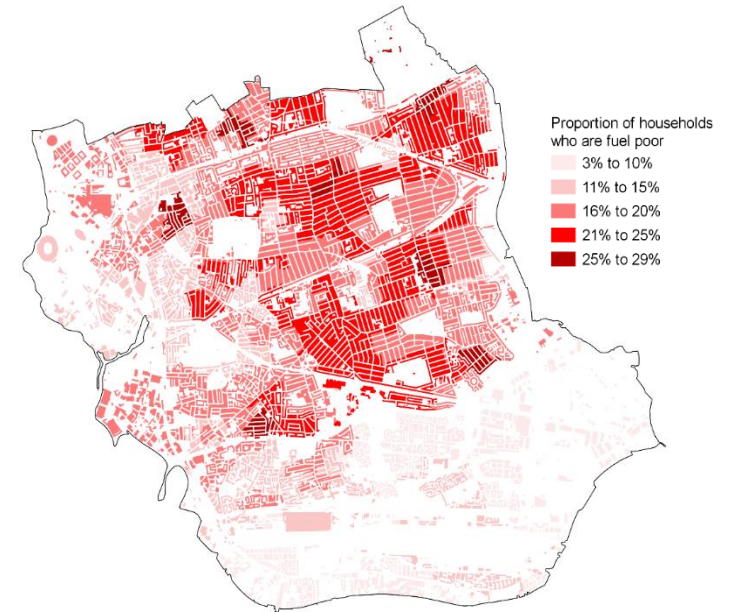 Proportion of households
who are fuel poor
3% to 10%
11% to 15%
16% to 20%
21% to 25%
25% to 29%